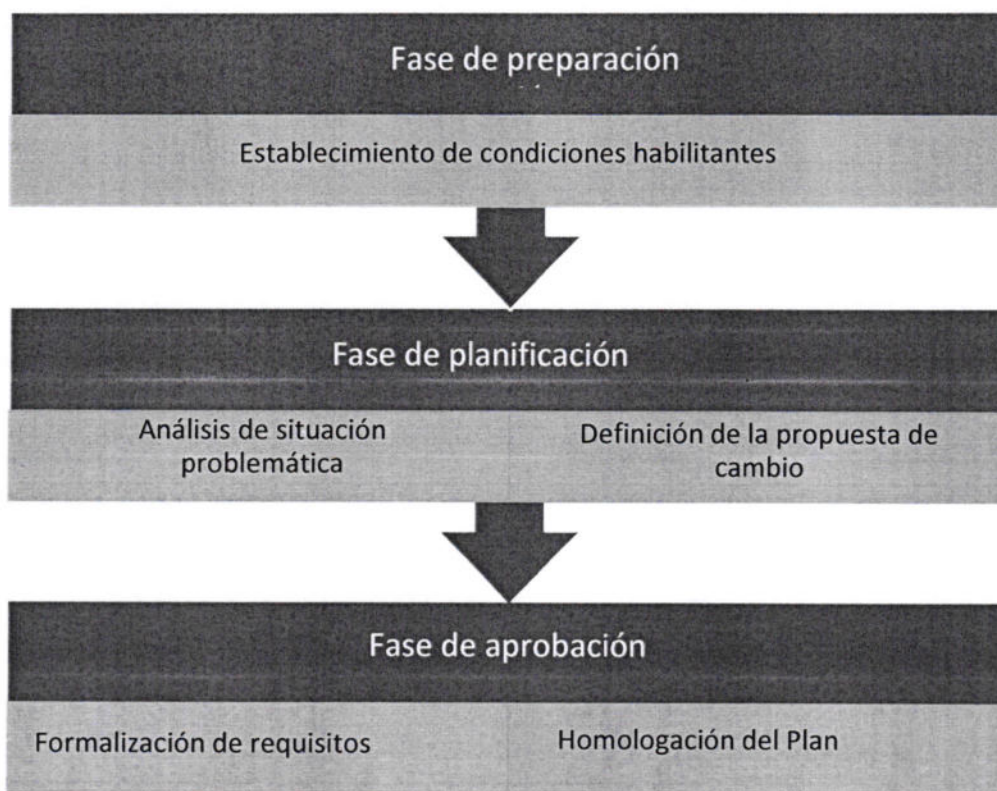 Fase de preparación
Establecimiento de condiciones habilitantes
Fase de planificación
Análisis de situación
problemática
Definición de la propuesta de
cambio
Fase de aprobación
Formalización de requisitos
Homologación del Plan